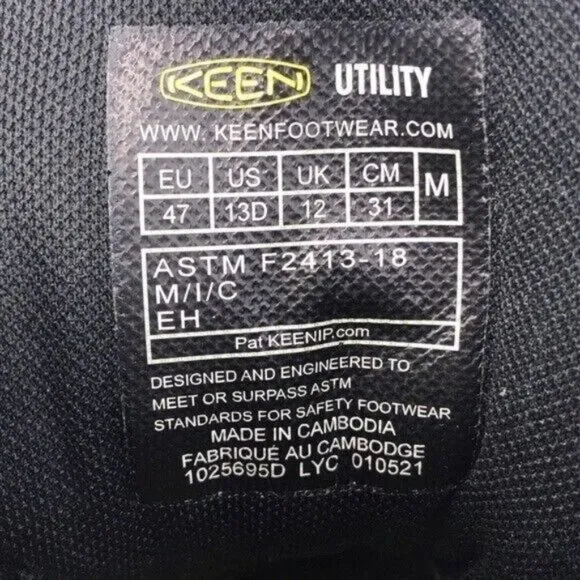 KEEN UTILITY
WWW. KEENFOOTWEAR.COM
EU US UK CM M
47 13D 12 31
ASTM F2413-18
M/I/C
EH
Pat KEENIP.com
DESIGNED AND ENGINEERED TO
MEET OR SURPASS ASTM
STANDARDS FOR SAFETY FOOTWEAR
MADE IN CAMBODIA
FABRIQUÉ AU CAMBODGE
1025695D LYC 010521